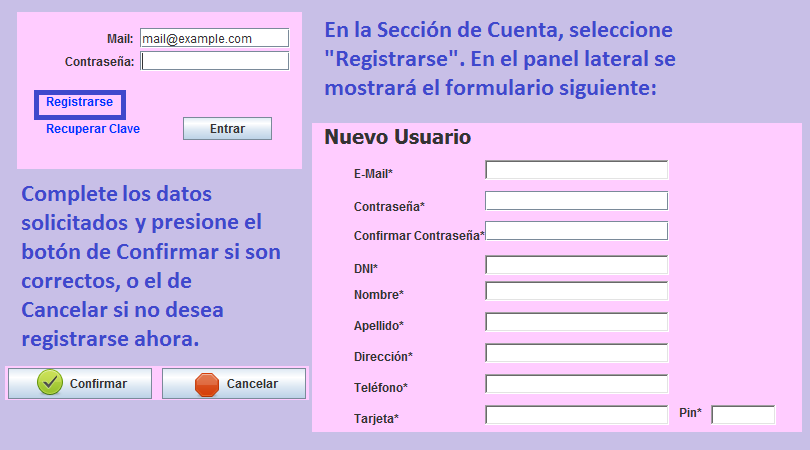 Mail: mail@example.com
Contraseña:
Registrarse
Recuperar Clave
Entrar
En la Sección de Cuenta, seleccione
"Registrarse". En el panel lateral se
mostrará el formulario siguiente:
Complete los datos
solicitados y presione el
botón de Confirmar si son
correctos, o el de
Cancelar si no desea
registrarse ahora.
Confirmar
Cancelar
Nuevo Usuario
E-Mail*
Contraseña*
Confirmar Contraseña*
DNI*
Nombre*
Apellido*
Dirección*
Teléfono*
Tarjeta*
Pin*